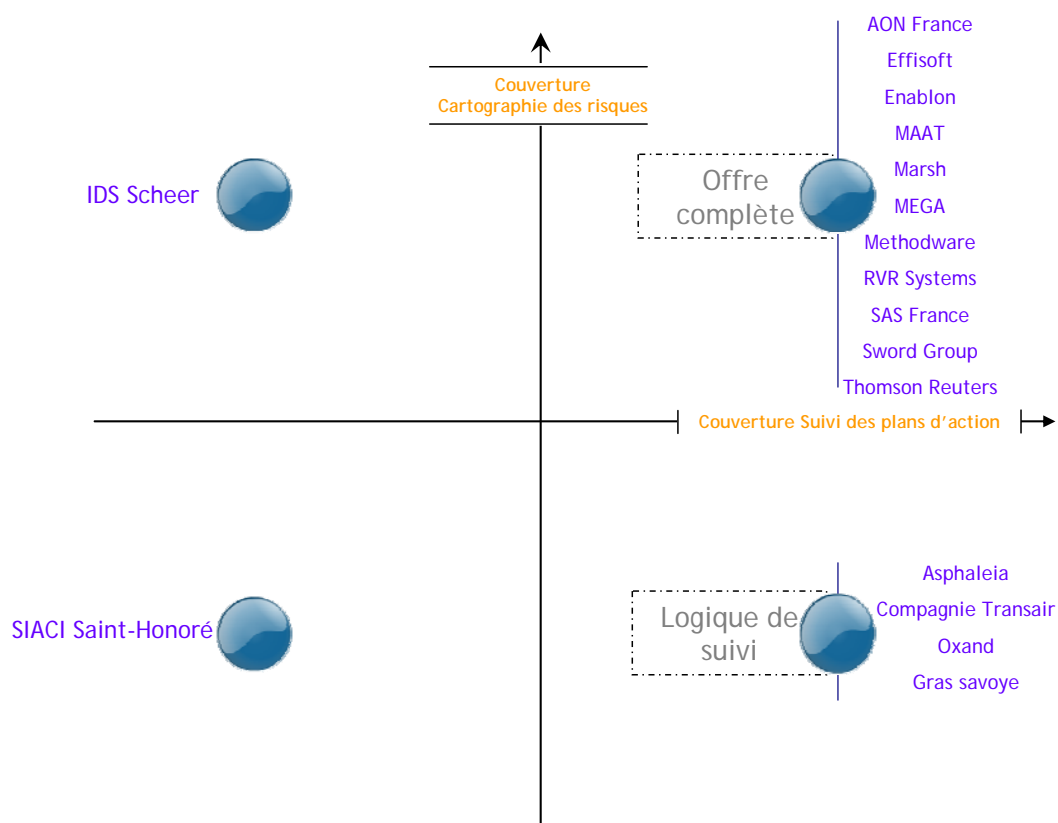 AON France
Effisoft
Couverture
Cartographie des risques
Enablon
MAAT
Marsh
IDS Scheer
Offre
complète
MEGA
Methodware
RVR Systems
SAS France
Sword Group
Thomson Reuters
Couverture Suivi des plans d'action
Asphaleia
Compagnie Transair
SIACI Saint-Honoré
Logique de
suivi
Oxand
Gras savoye